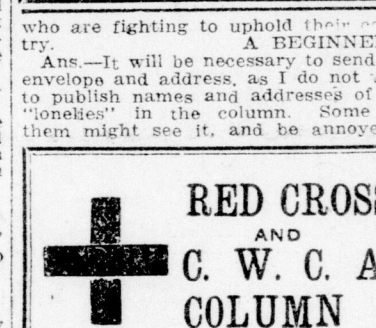 who are fighting to uphold their
try. A BEGINNE
Ans.—It will be necessary to send
envelope and address, as I do not
to publish names and addresses of
"lonelies" in the column. Some
them might see it, and be annoye
RED CROS
AND
C. W. C. A
COLUMN